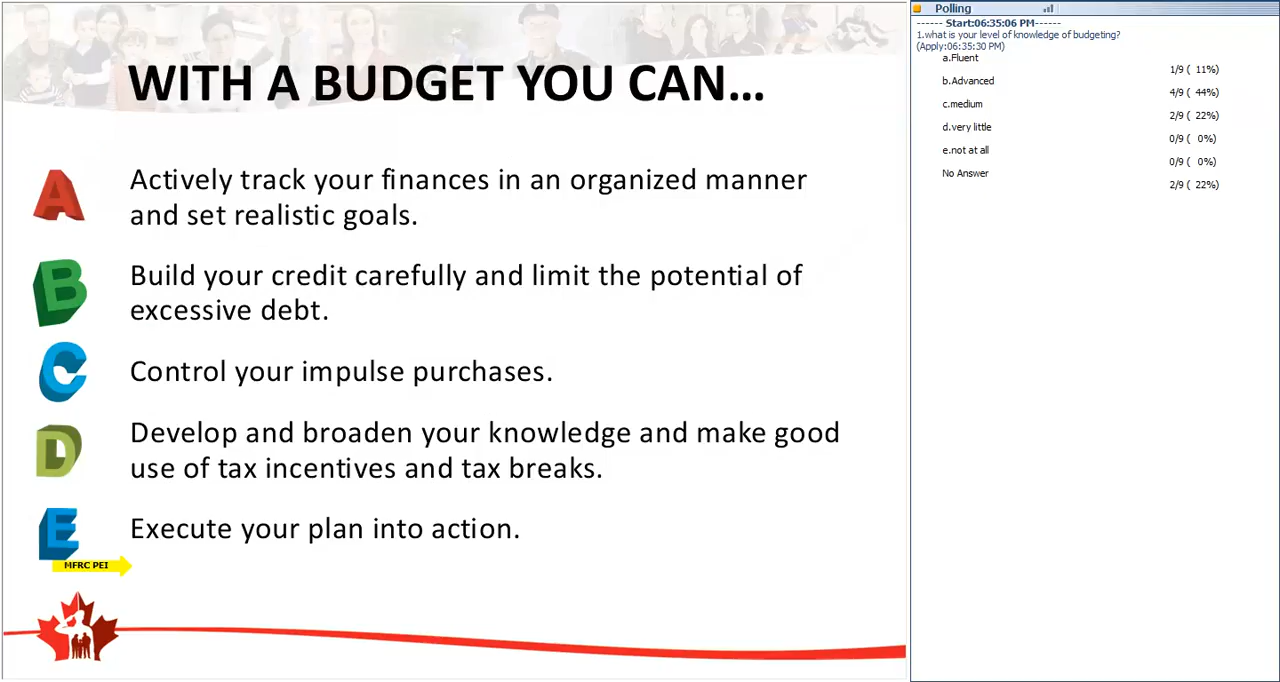 WITH A BUDGET YOU CAN...
A
Actively track your finances in an organized manner
and set realistic goals.
B
Build your credit carefully and limit the potential of
excessive debt.
C
Control your impulse purchases.
D
Develop and broaden your knowledge and make good
use of tax incentives and tax breaks.
E
Execute your plan into action.
MFRC PEI
Polling
------ Start:06:35:06 PM------
1.what is your level of knowledge of budgeting?
(Apply:06:35:30 PM)
a.Fluent
1/9 ( 11%)
b.Advanced
4/9 ( 44%)
c.medium
2/9 ( 22%)
d.very little
0/9 ( 0%)
e.not at all
0/9 ( 0%)
No Answer
2/9 ( 22%)